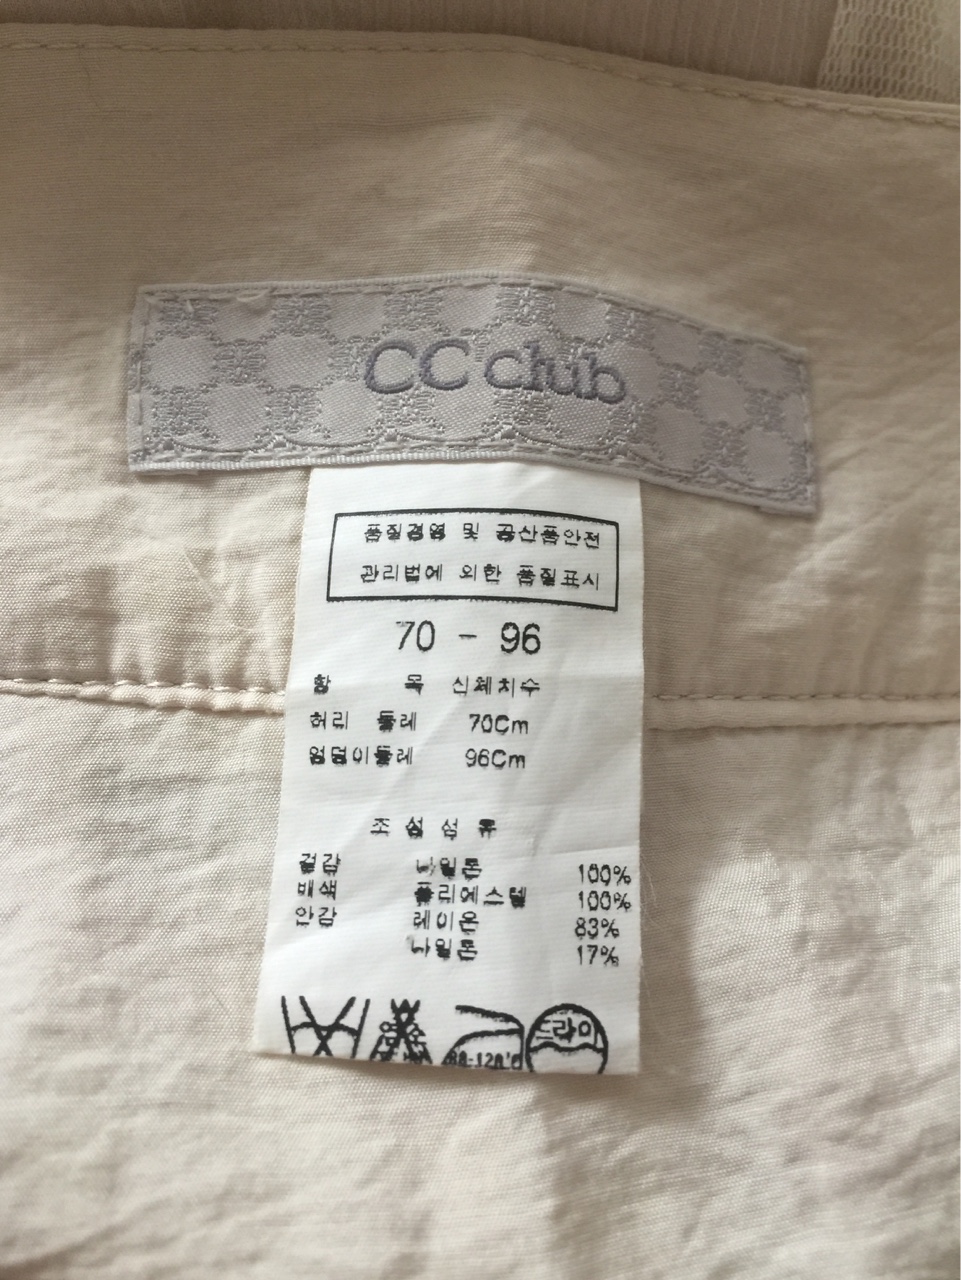 CC club
품질경영 및 공산품안전
관리법에 의한 품질표시
70 - 96
항 목 신체치수
허리 둘레 70Cm
엉덩이둘레 96Cm
조 성 섬 유
겉감 나일론 100%
배색 폴리에스텔 100%
안감 레이온 83%
나일론 17%
드라이